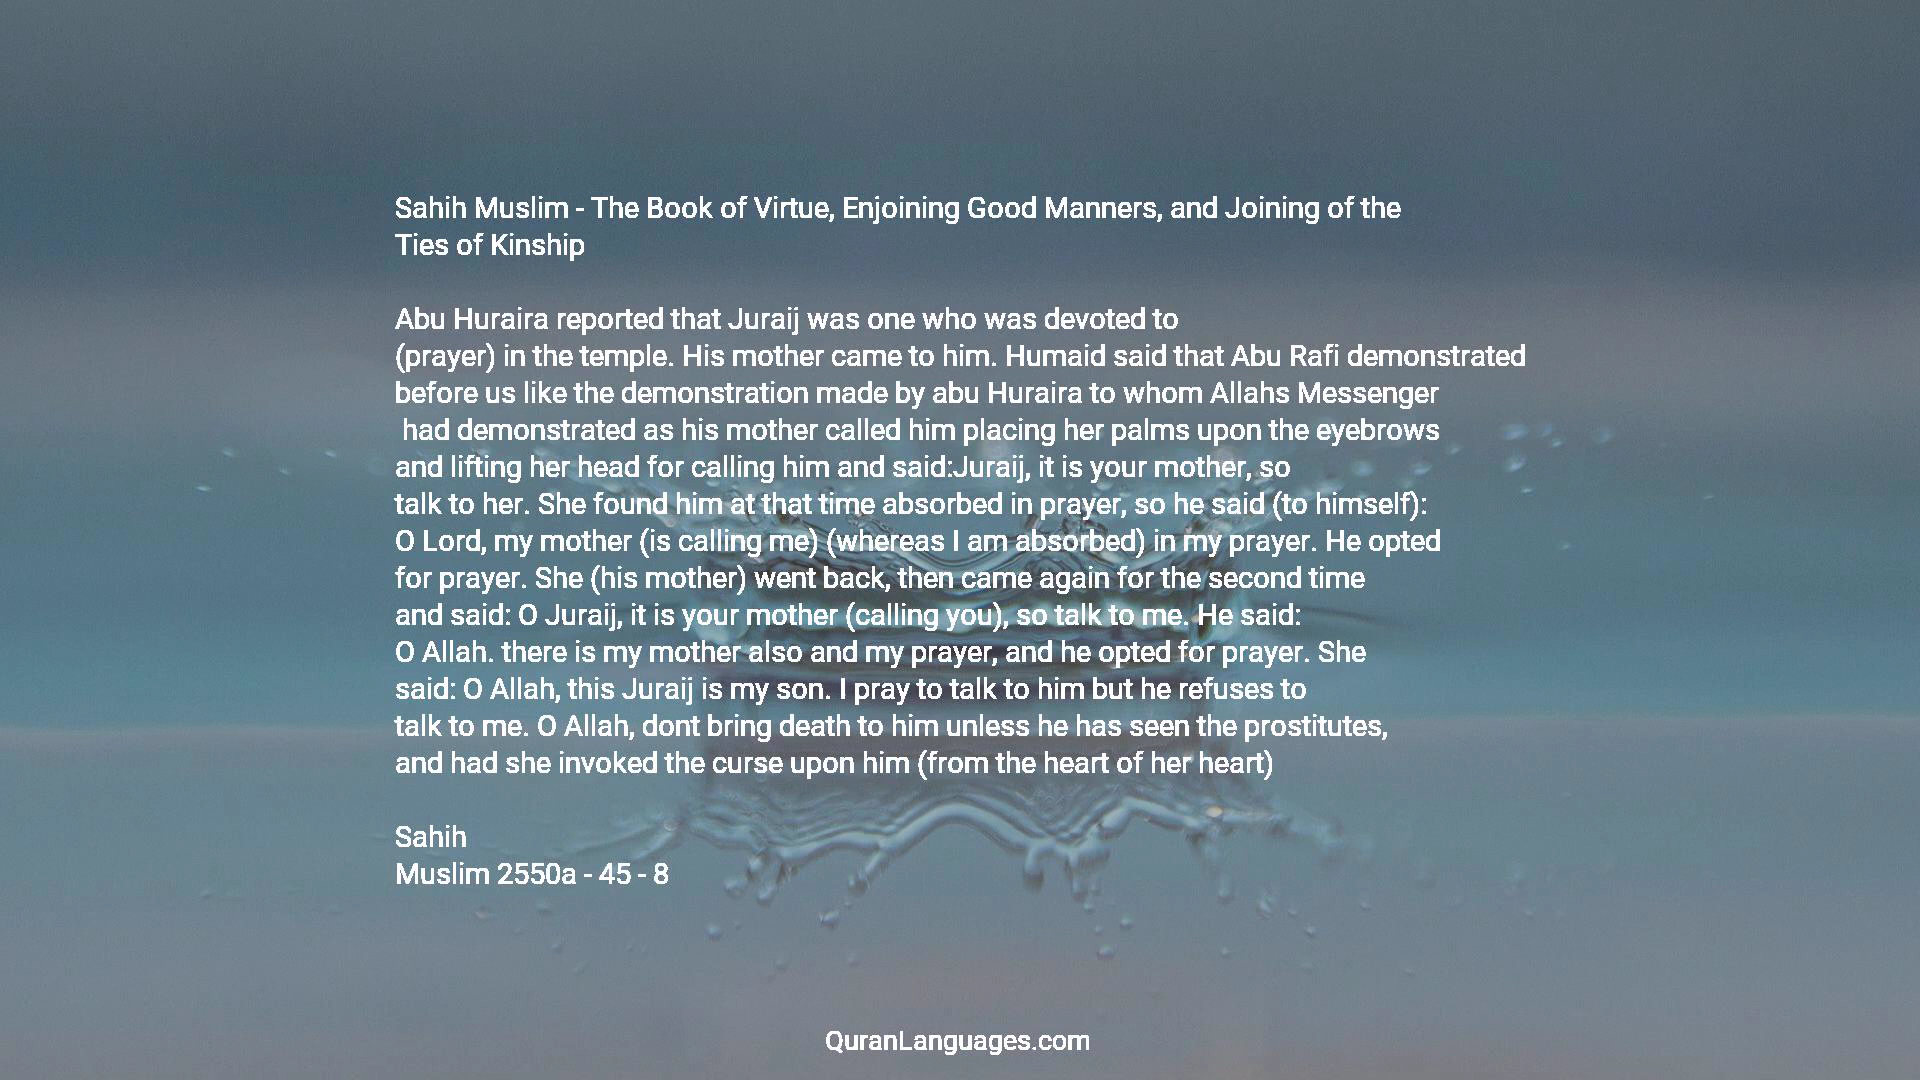 Sahih Muslim - The Book of Virtue, Enjoining Good Manners, and Joining of the
Ties of Kinship
Abu Huraira reported that Juraij was one who was devoted to
(prayer) in the temple. His mother came to him. Humaid said that Abu Rafi demonstrated
before us like the demonstration made by abu Huraira to whom Allahs Messenger
had demonstrated as his mother called him placing her palms upon the eyebrows
and lifting her head for calling him and said:Juraij, it is your mother, so
talk to her. She found him at that time absorbed in prayer, so he said (to himself):
O Lord, my mother (is calling me) (whereas I am absorbed) in my prayer. He opted
for prayer. She (his mother) went back, then came again for the second time
and said: O Juraij, it is your mother (calling you), so talk to me. He said:
O Allah. there is my mother also and my prayer, and he opted for prayer. She
said: O Allah, this Juraij is my son. I pray to talk to him but he refuses to
talk to me. O Allah, dont bring death to him unless he has seen the prostitutes,
and had she invoked the curse upon him (from the heart of her heart)
Sahih
Muslim 2550a - 45 - 8
QuranLanguages.com